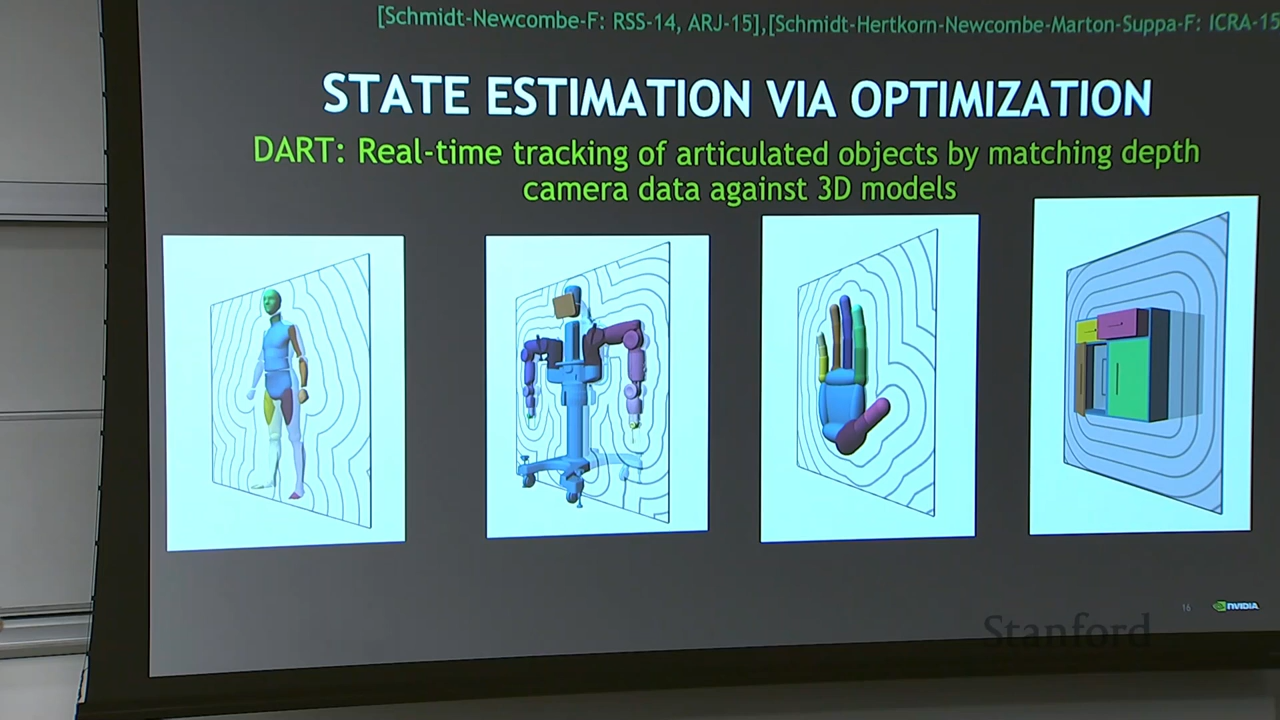 [Schmidt-Newcombe-F: RSS-14, ARJ-15],[Schmidt-Hertkorn-Newcombe-Marton-Suppa-F: ICRA-15
STATE ESTIMATION VIA OPTIMIZATION
DART: Real-time tracking of articulated objects by matching depth
camera data against 3D models
16
NVIDIA
Stanford